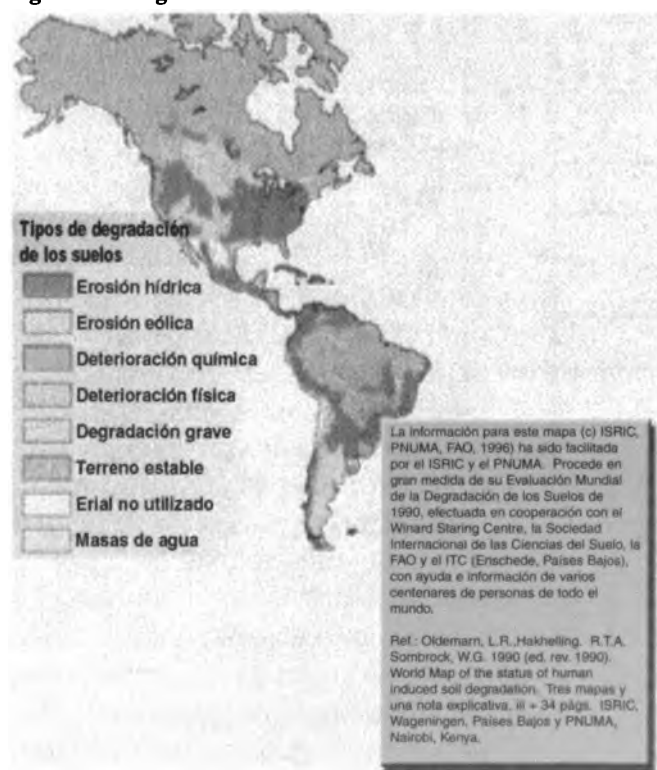 Tipos de degradación
de los suelos
Erosión hídrica
Erosión eólica
Deterioración química
Deterioración física
Degradación grave
Terreno estable
Erial no utilizado
Masas de agua
La información para este mapa (c) ISRIC,
PNUMA, FAO, 1996) ha sido facilitada
por el ISRIC y el PNUMA. Procede en
gran medida de su Evaluación Mundial
de la Degradación de los Suelos de
1990, efectuada en cooperación con el
Winard Staring Centre, la Sociedad
Internacional de las Ciencias del Suelo, la
FAO y el ITC (Enschede, Países Bajos),
con ayuda e información de varios
centenares de personas de todo el
mundo.
Ref.: Oldemarn, L.R.,Hakhelling. R.T.A.
Sombrock, W.G. 1990 (ed. rev. 1990).
World Map of the status of human
induced soil degradation. Tres mapas y
una nota explicativa, iii + 34 págs. ISRIC,
Wageningen, Países Bajos y PNUMA,
Nairobi, Kenya.